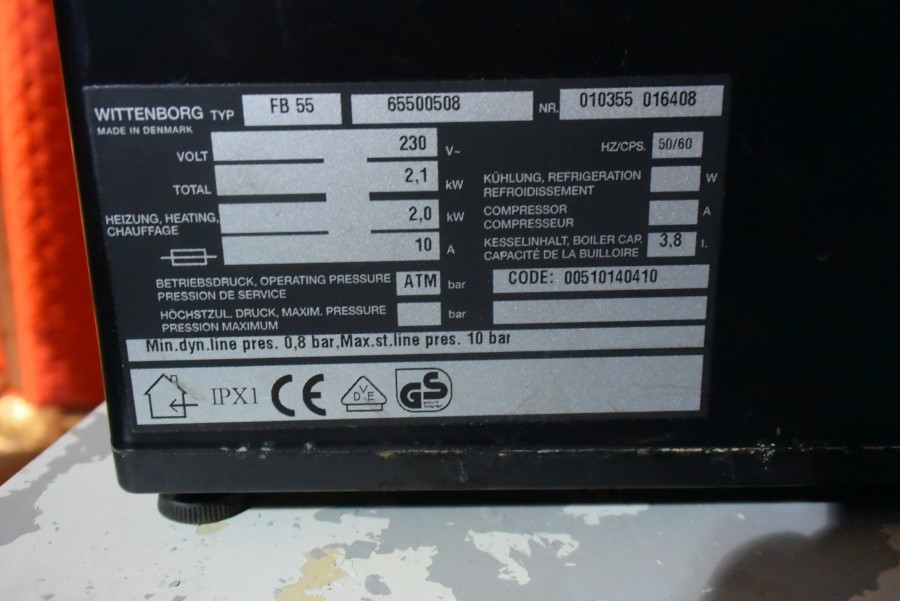 WITTENBORG TYP FB 55 65500508 NR. 010355 016408
MADE IN DENMARK
VOLT 230 V~ HZ/CPS. 50/60
TOTAL 2,1 kW KÜHLUNG, REFRIGERATION REFROIDISSEMENT W
HEIZUNG, HEATING, CHAUFFAGE 2,0 kW COMPRESSOR COMPRESSEUR A
10 A KESSELINHALT, BOILER CAP. CAPACITÉ DE LA BUILLOIRE 3,8 l.
BETRIEBSDRUCK, OPERATING PRESSURE PRESSION DE SERVICE ATM bar CODE: 00510140410
HÖCHSTZUL. DRUCK, MAXIM. PRESSURE PRESSION MAXIMUM bar
Min.dyn.line pres. 0,8 bar,Max.st.line pres. 10 bar
IPX1 CE VDE GS